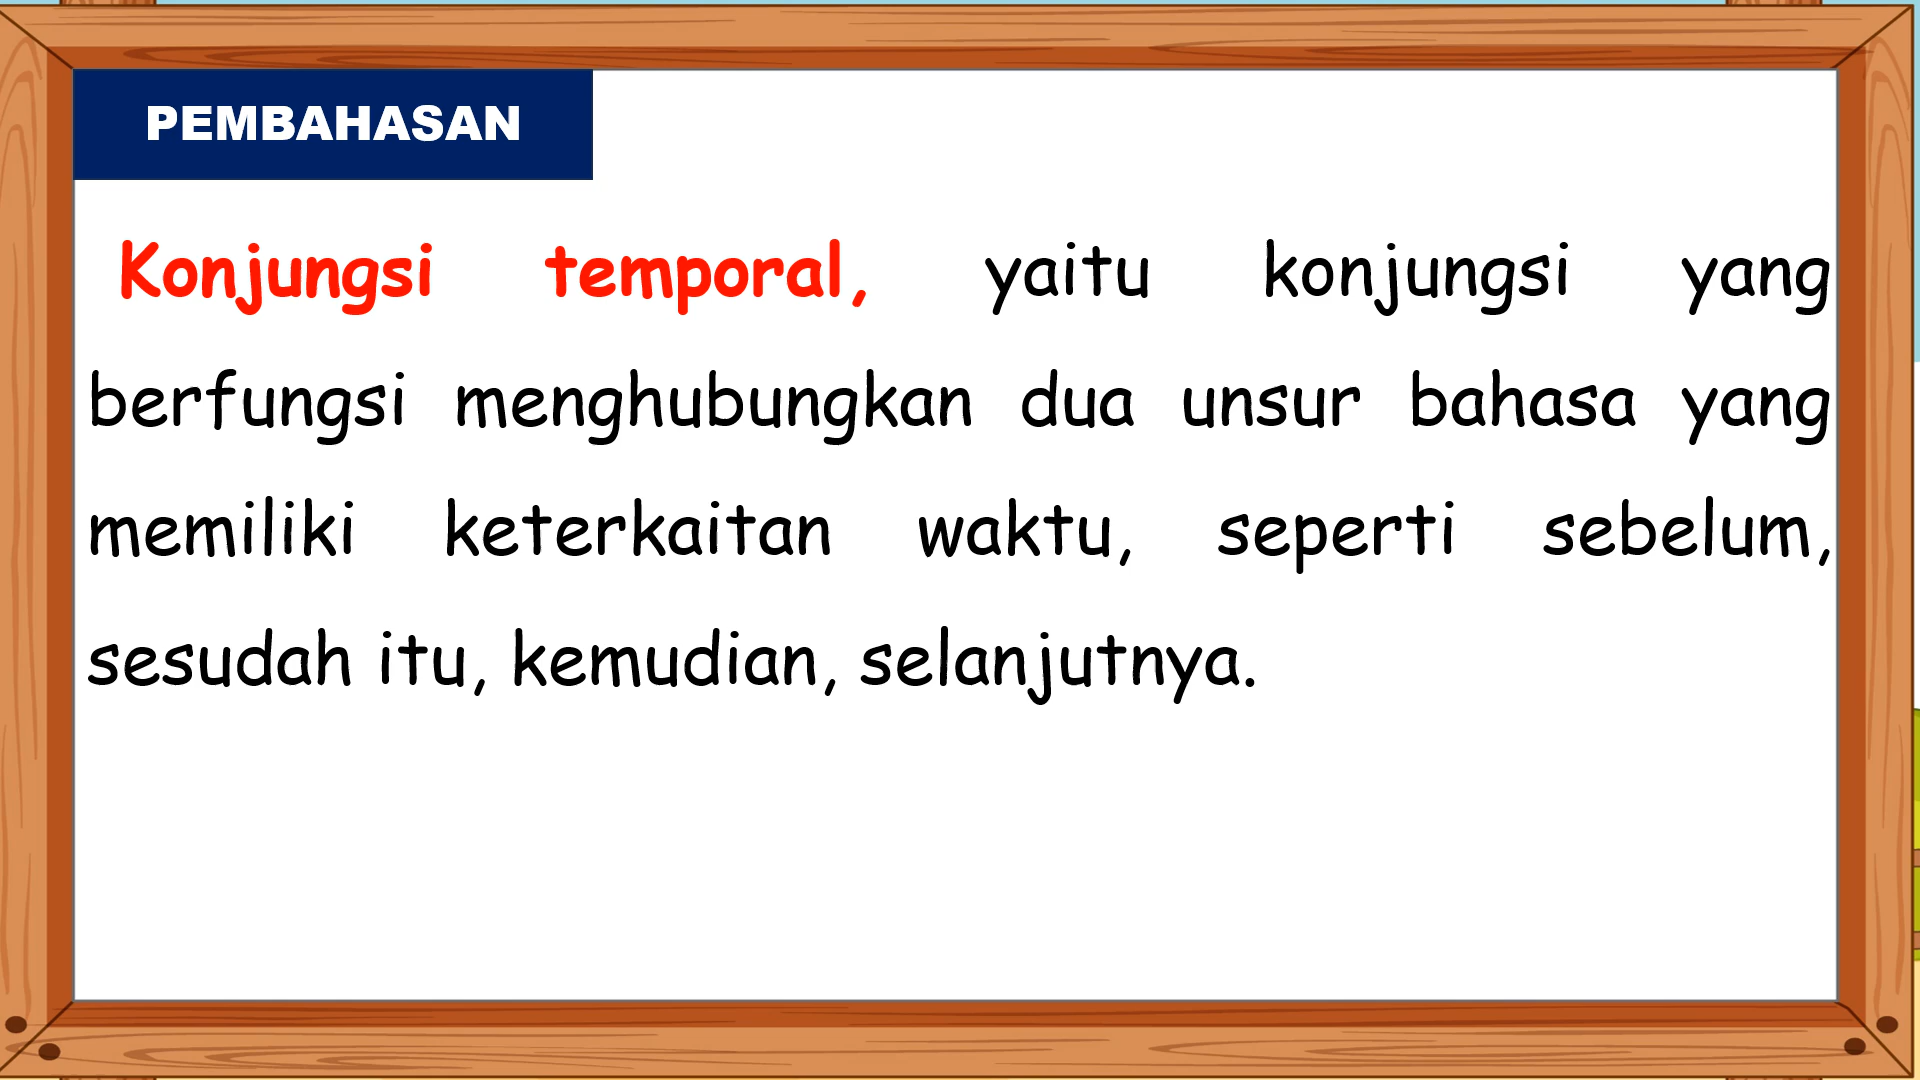 PEMBAHASAN
Konjungsi temporal, yaitu konjungsi yang
berfungsi menghubungkan dua unsur bahasa yang
memiliki keterkaitan waktu, seperti sebelum,
sesudah itu, kemudian, selanjutnya.